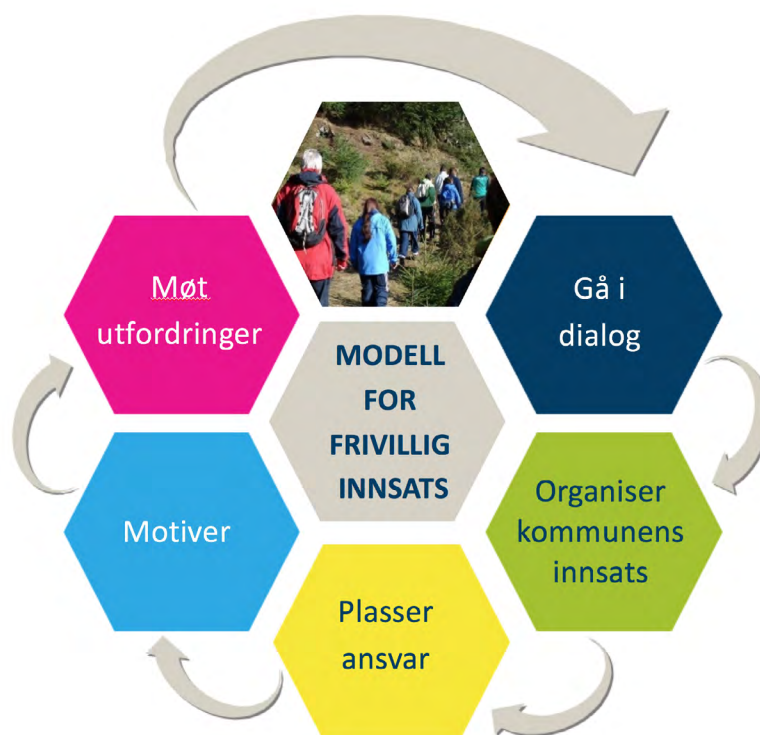 Møt
utfordringer
Gå i
dialog
MODELL
FOR
FRIVILLIG
INNSATS
Motiver
Organiser
kommunens
innsats
Plasser
ansvar